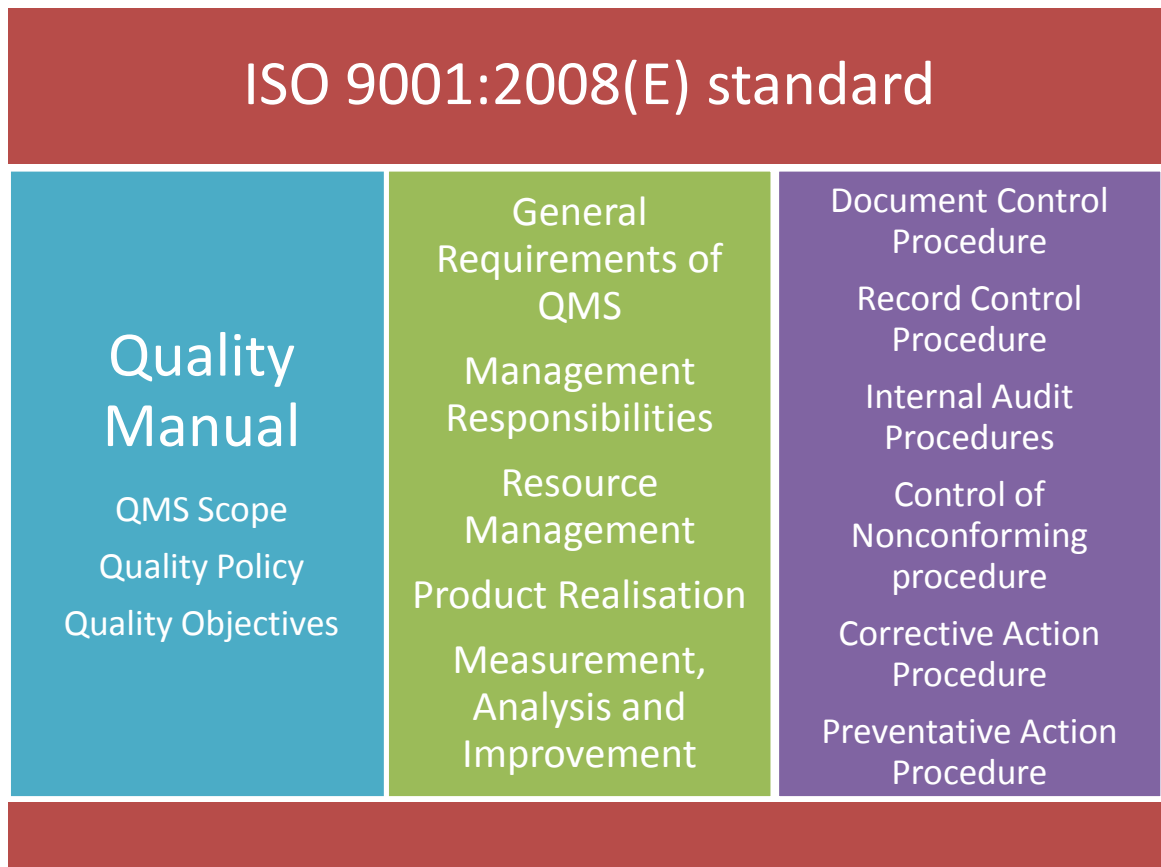 ISO 9001:2008(E) standard
Quality
Manual
QMS Scope
Quality Policy
Quality Objectives
General
Requirements of
QMS
Management
Responsibilities
Resource
Management
Product Realisation
Measurement,
Analysis and
Improvement
Document Control
Procedure
Record Control
Procedure
Internal Audit
Procedures
Control of
Nonconforming
procedure
Corrective Action
Procedure
Preventative Action
Procedure